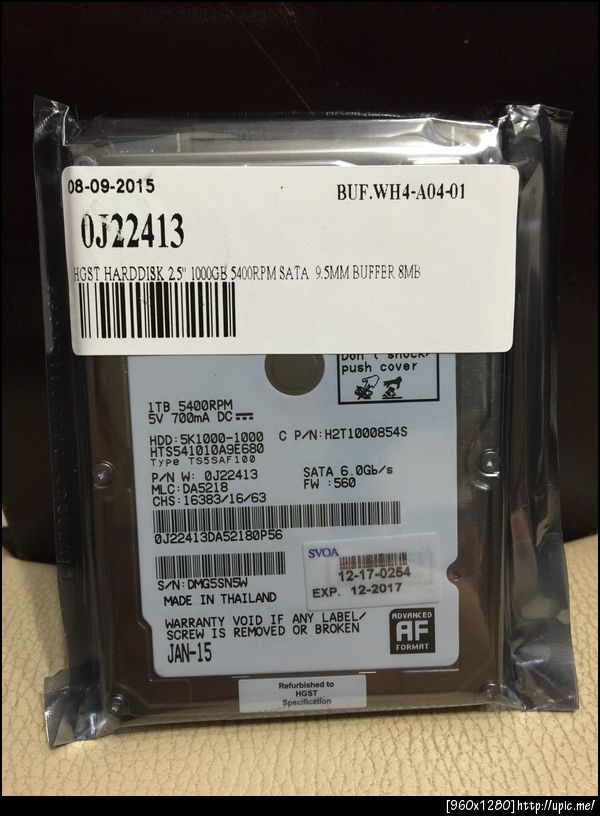 08-09-2015
BUF.WH4-A04-01
0J22413
HGST HARDDISK 2.5" 1000GB 5400RPM SATA 9.5MM BUFFER 8MB
Don't shock,
push cover
1TB 5400RPM
5V 700mA DC
HDD:5K1000-1000 C P/N:H2T1000854S
HTS541010A9E680
Type TS5SAF100
P/N W: 0J22413 SATA 6.0Gb/s
MLC:DA5218 FW :560
CHS:16383/16/63
0J22413DA52180P56
SVOA
12-17-0254
EXP. 12-2017
S/N:DMG5SN5W
MADE IN THAILAND
WARRANTY VOID IF ANY LABEL/
SCREW IS REMOVED OR BROKEN
JAN-15
ADVANCED
AF
FORMAT
Refurbished to
HGST
Specification
[960x1280]http://upic.me/